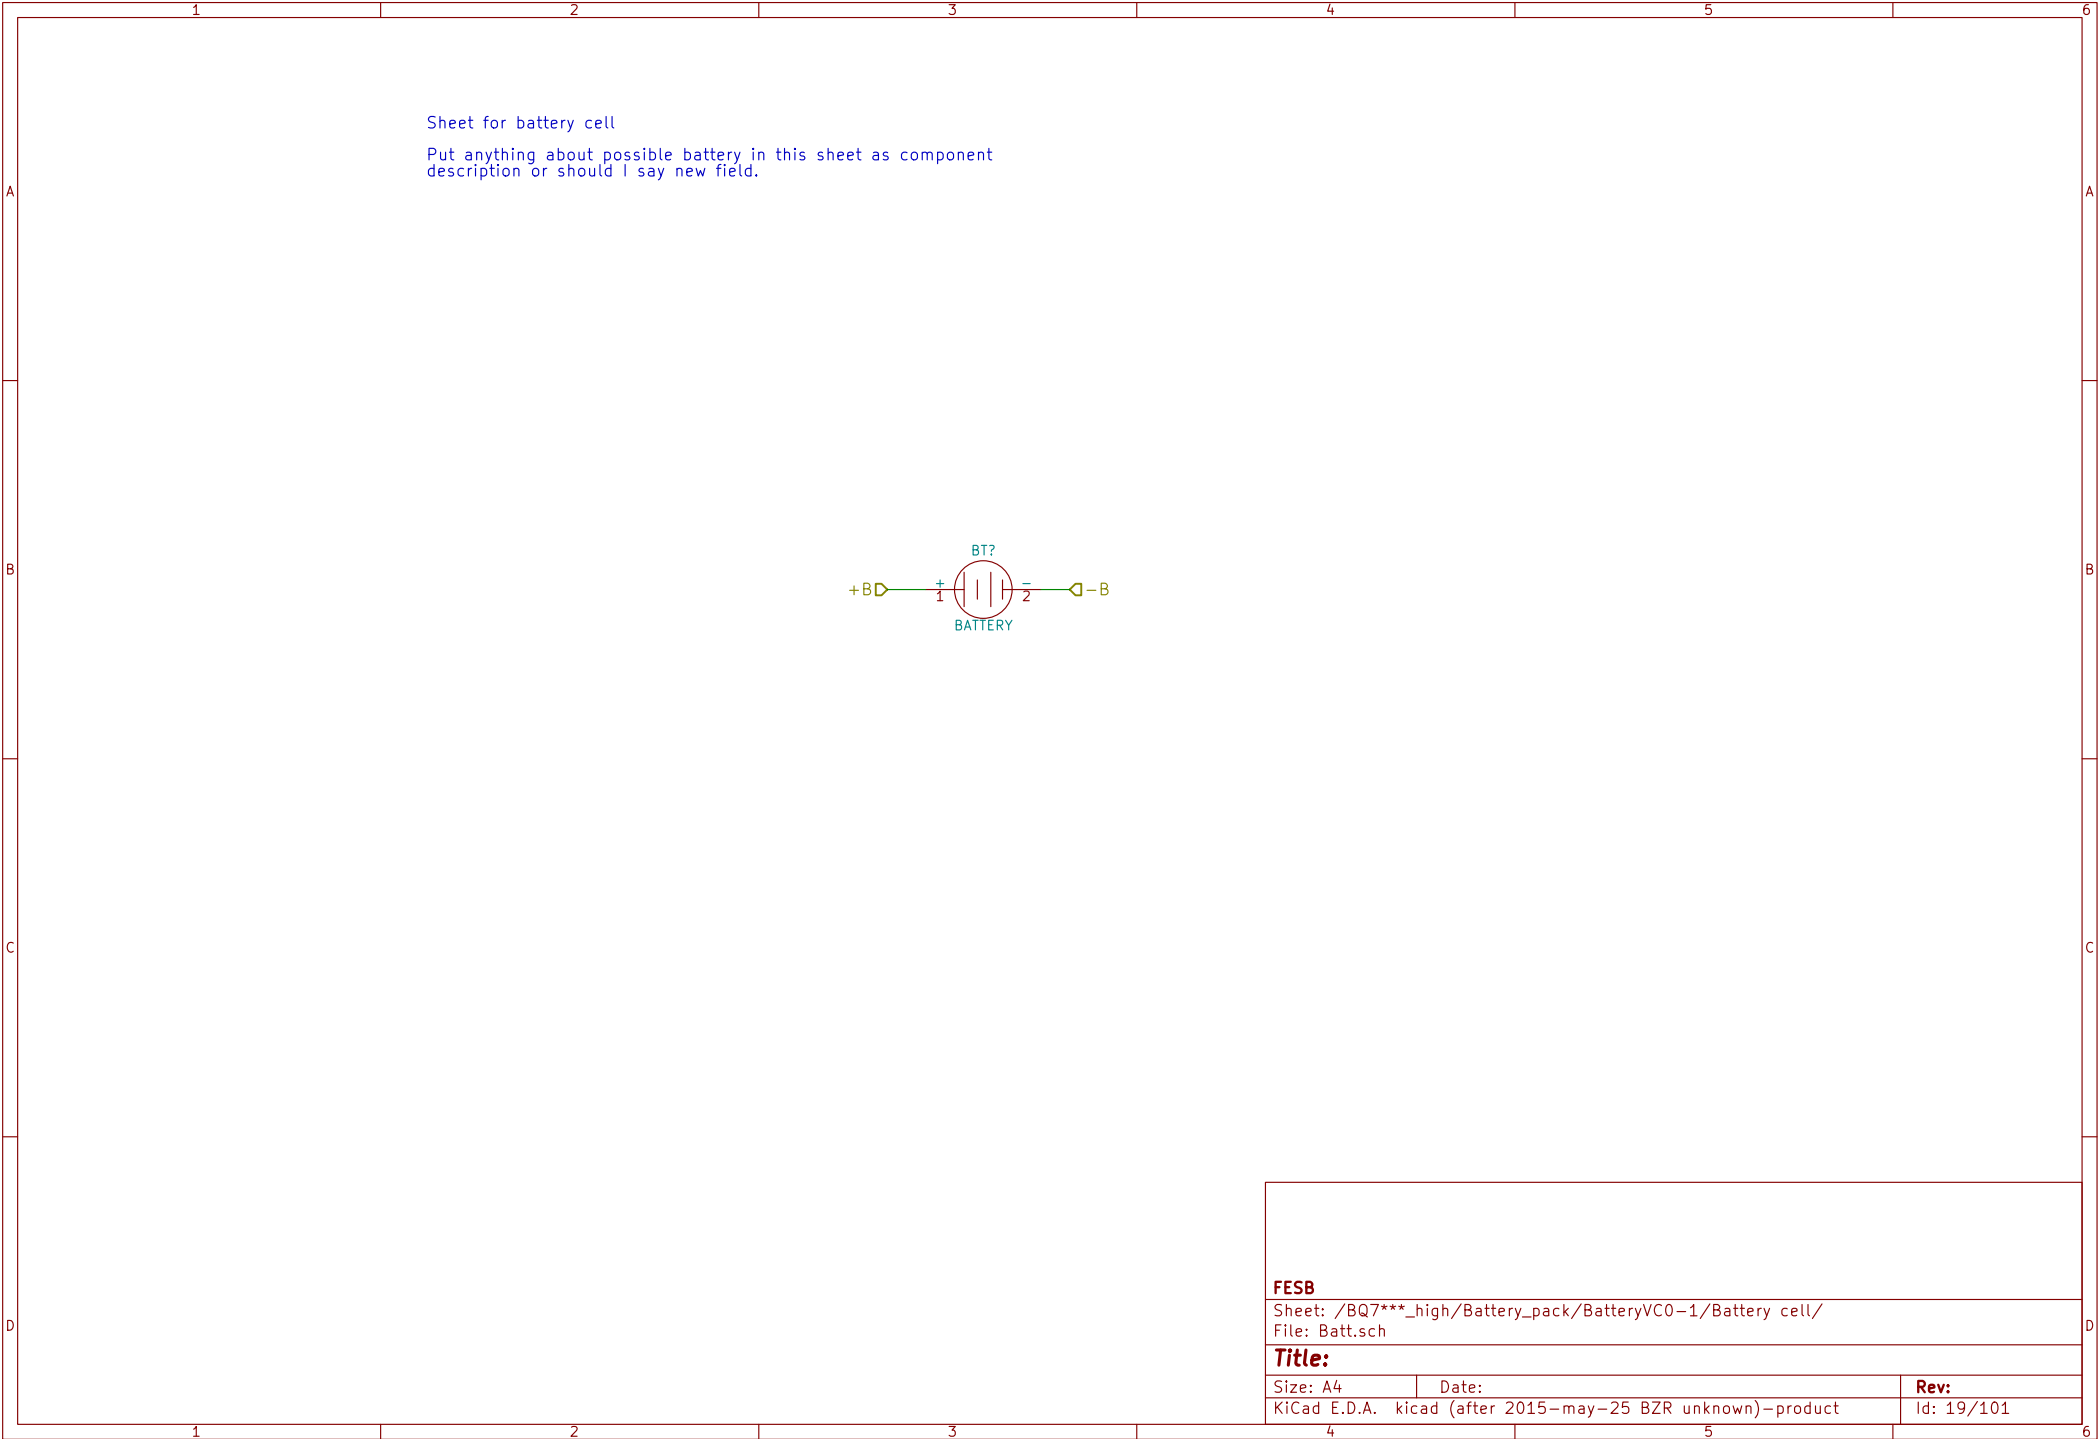 1 2 3 4 5 6
Sheet for battery cell
Put anything about possible battery in this sheet as component
description or should I say new field.
A A
BT?
B B
+B + - -B
1 2
BATTERY
C C
FESB
Sheet: /BQ7***_high/Battery_pack/BatteryVC0-1/Battery cell/
D D
File: Batt.sch
Title:
Size: A4 Date: Rev:
KiCad E.D.A. kicad (after 2015-may-25 BZR unknown)-product Id: 19/101
1 2 3 4 5 6